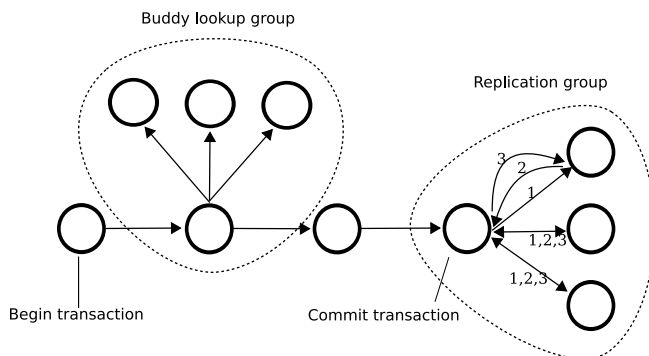 Buddy lookup group
Replication group
3
2
1
1,2,3
1,2,3
Begin transaction
Commit transaction